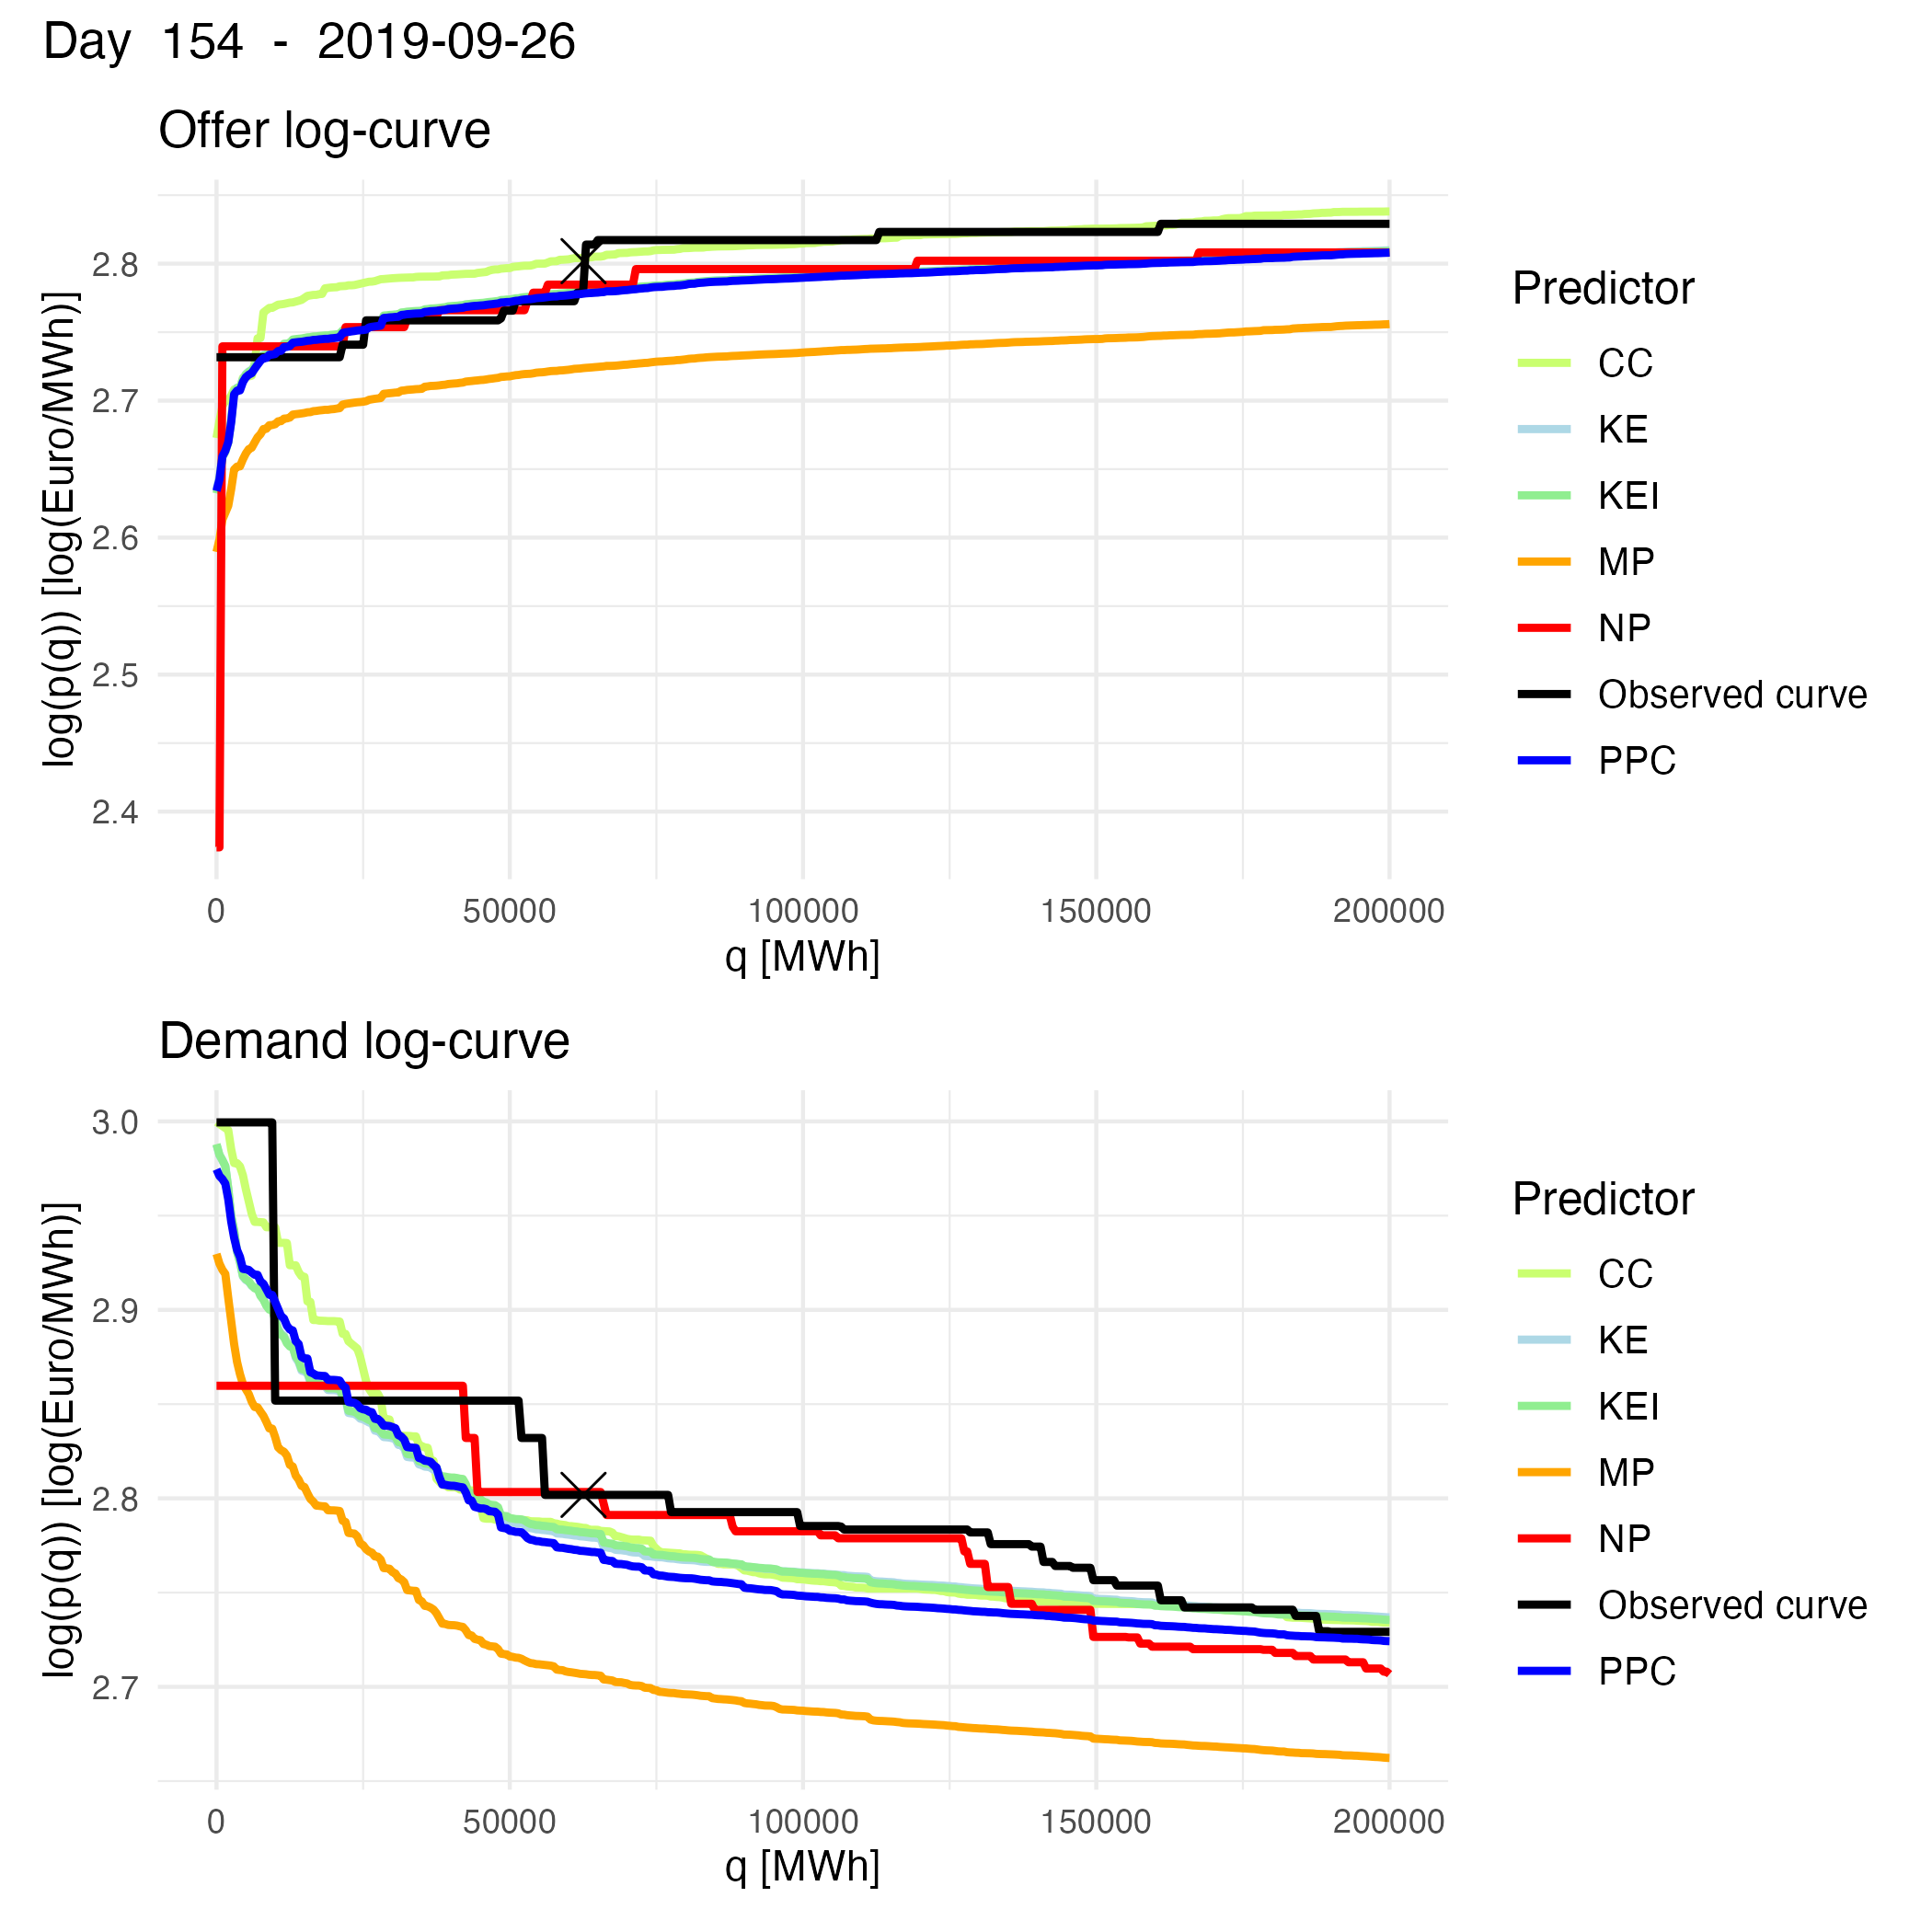 Day 154 - 2019-09-26
Offer log-curve
log(p(q)) [log(Euro/MWh)]
2.8
2.7
2.6
2.5
2.4
0 50000 100000 150000 200000
q [MWh]
Predictor
CC
KE
KEI
MP
NP
Observed curve
PPC
Demand log-curve
log(p(q)) [log(Euro/MWh)]
3.0
2.9
2.8
2.7
0 50000 100000 150000 200000
q [MWh]
Predictor
CC
KE
KEI
MP
NP
Observed curve
PPC